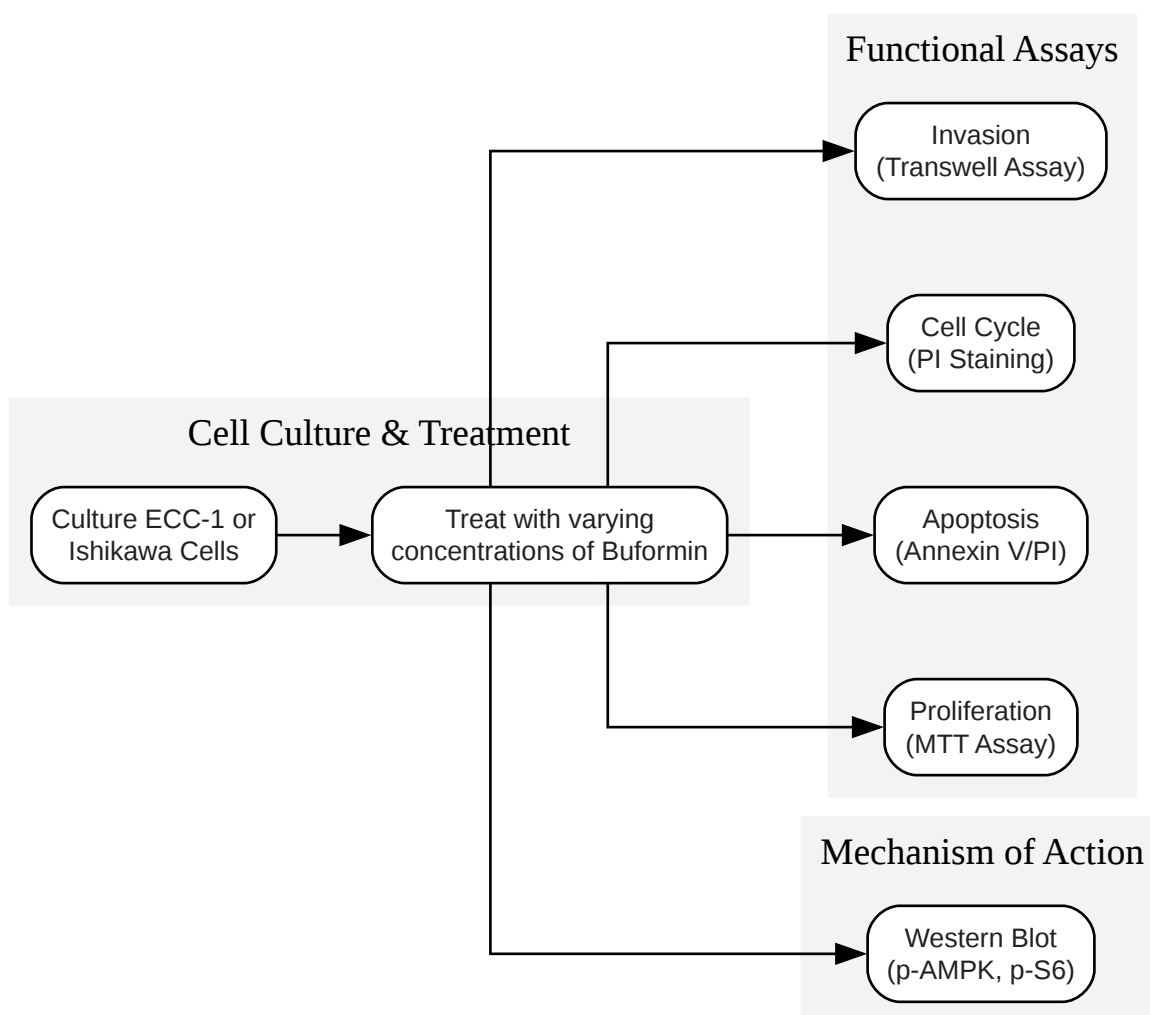 Functional Assays
Invasion
(Transwell Assay)
Cell Cycle
(PI Staining)
Cell Culture & Treatment
Culture ECC-1 or
Ishikawa Cells
Treat with varying
concentrations of Buformin
Apoptosis
(Annexin V/PI)
Proliferation
(MTT Assay)
Mechanism of Action
Western Blot
(p-AMPK, p-S6)